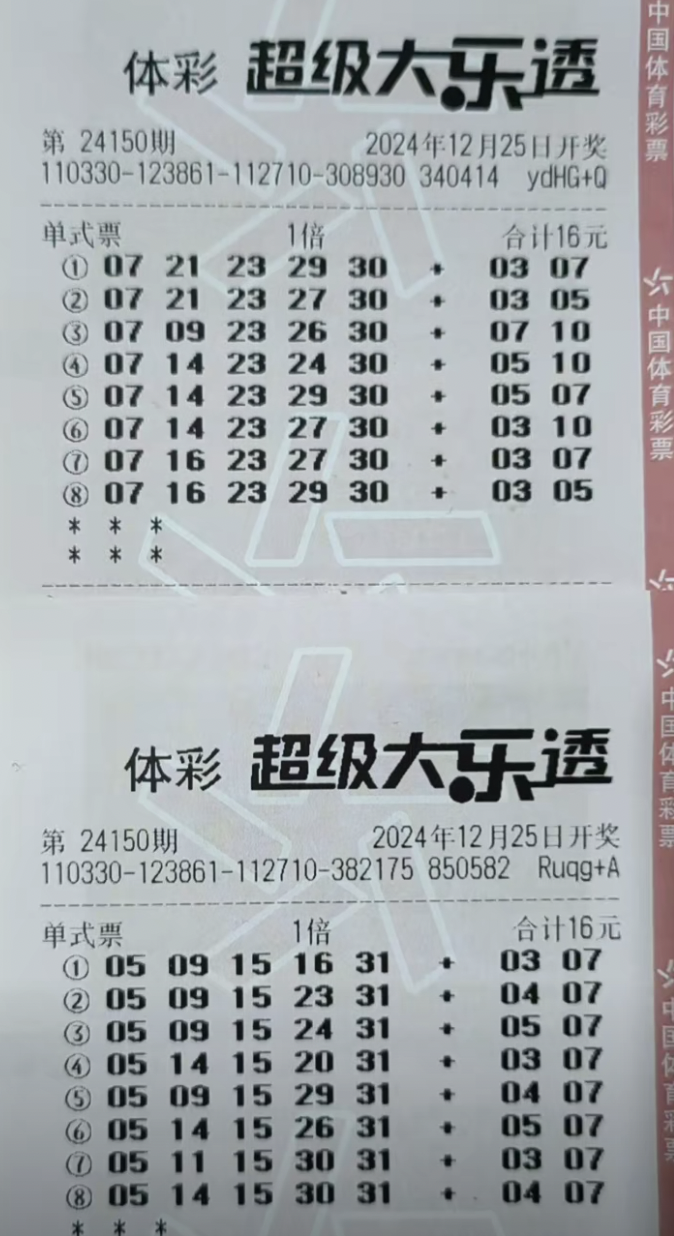 体彩 超级大乐透
第 24150期 2024年12月25日开奖
110330-123861-112710-308930 340414 ydHG+Q
单式票 1倍 合计16元
① 07 21 23 29 30 + 03 07
② 07 21 23 27 30 + 03 05
③ 07 09 23 26 30 + 07 10
④ 07 14 23 24 30 + 05 10
⑤ 07 14 23 29 30 + 05 07
⑥ 07 14 23 27 30 + 03 10
⑦ 07 16 23 27 30 + 03 07
⑧ 07 16 23 29 30 + 03 05
* * *
* * *
中国体育彩票
中国体育彩票
体彩 超级大乐透
第 24150期 2024年12月25日开奖
110330-123861-112710-382175 850582 Ruqg+A
单式票 1倍 合计16元
① 05 09 15 16 31 + 03 07
② 05 09 15 23 31 + 04 07
③ 05 09 15 24 31 + 05 07
④ 05 14 15 20 31 + 03 07
⑤ 05 09 15 29 31 + 04 07
⑥ 05 14 15 26 31 + 05 07
⑦ 05 11 15 30 31 + 03 07
⑧ 05 14 15 30 31 + 04 07
* * *
中国体育彩票
中国体育彩票